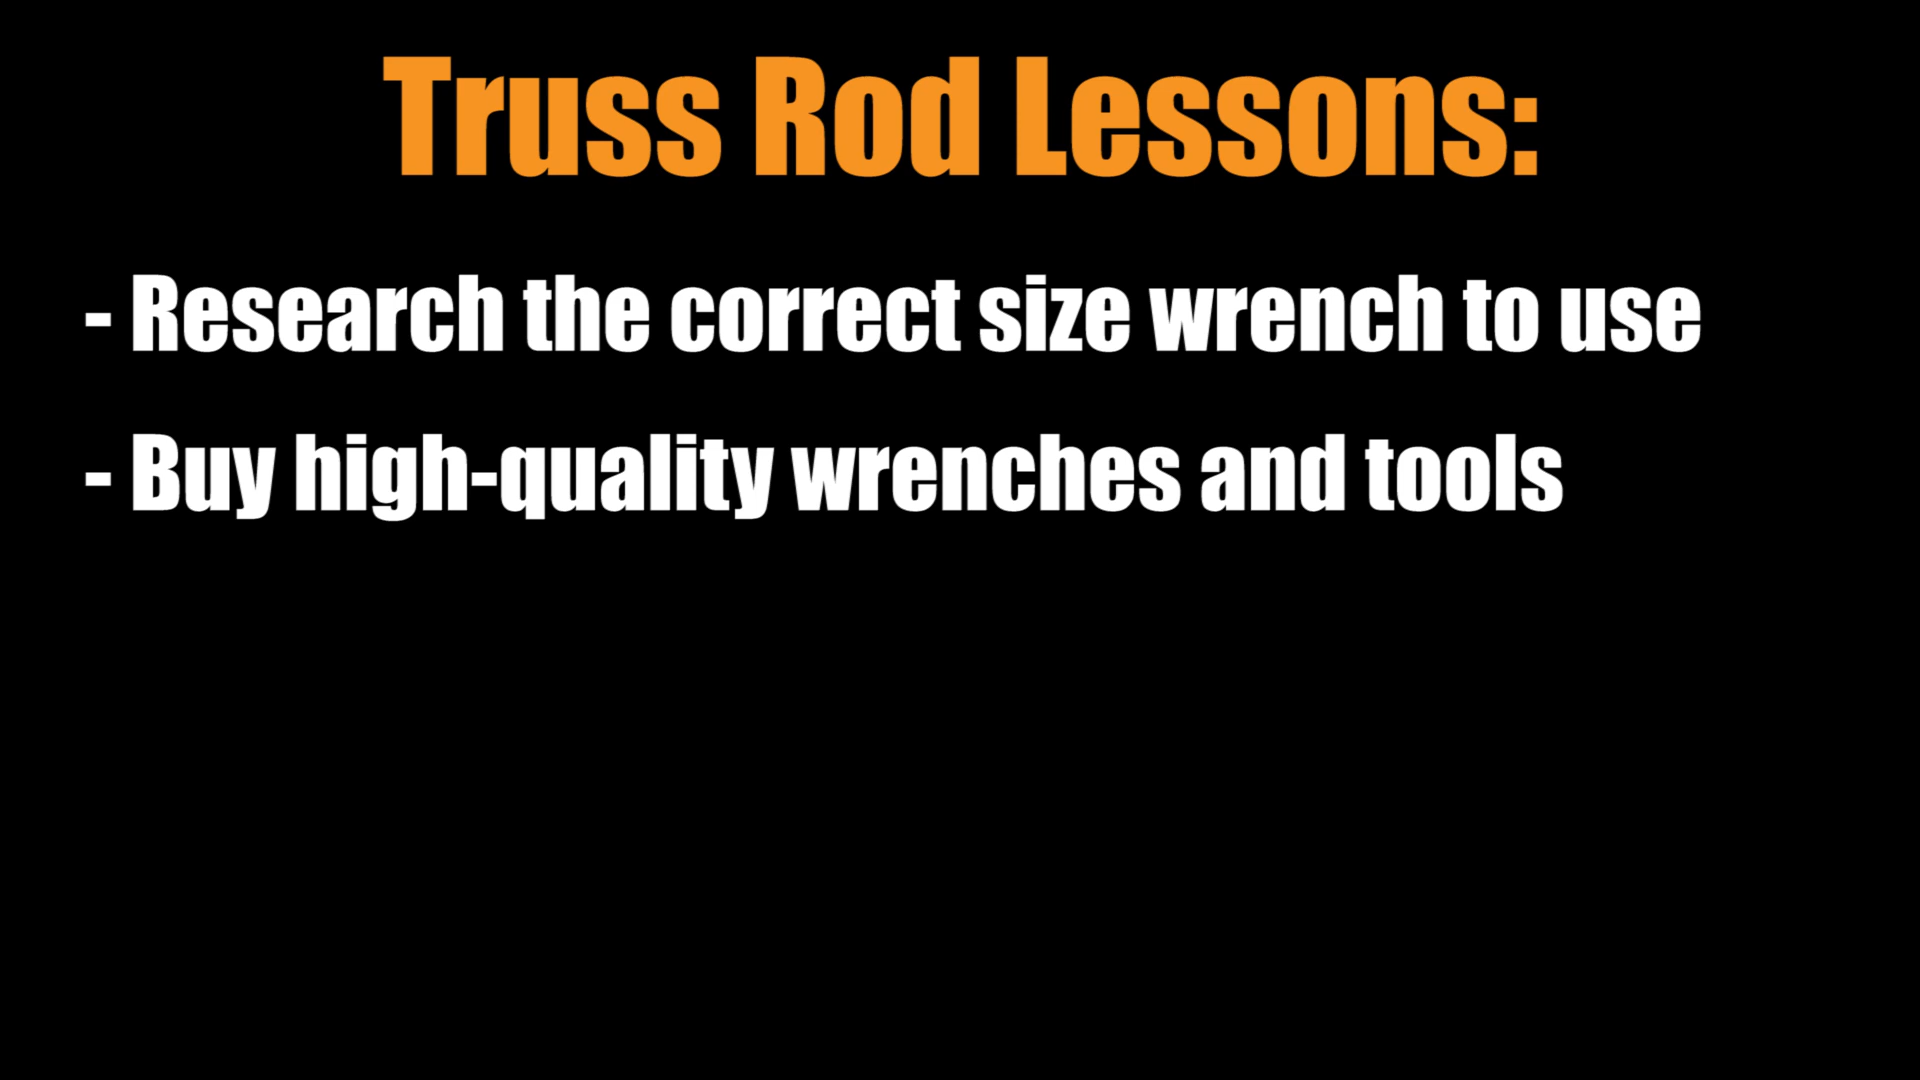 Truss Rod Lessons:
- Research the correct size wrench to use
- Buy high-quality wrenches and tools